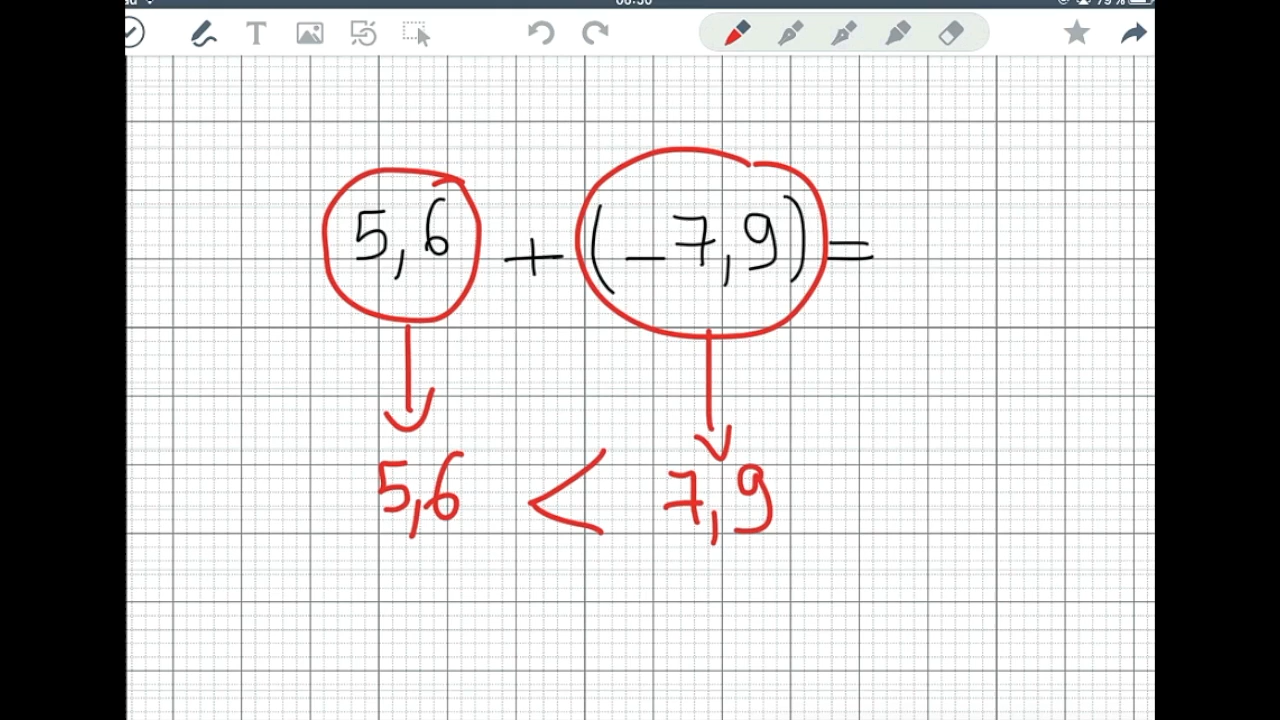 5,6 + (-7,9) =
5,6 < 7,9